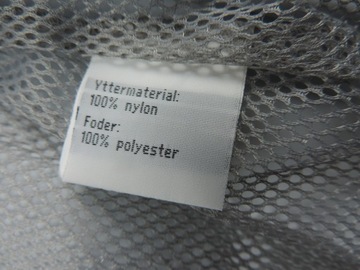 Yttermaterial:
100% nylon
Foder:
100% polyester